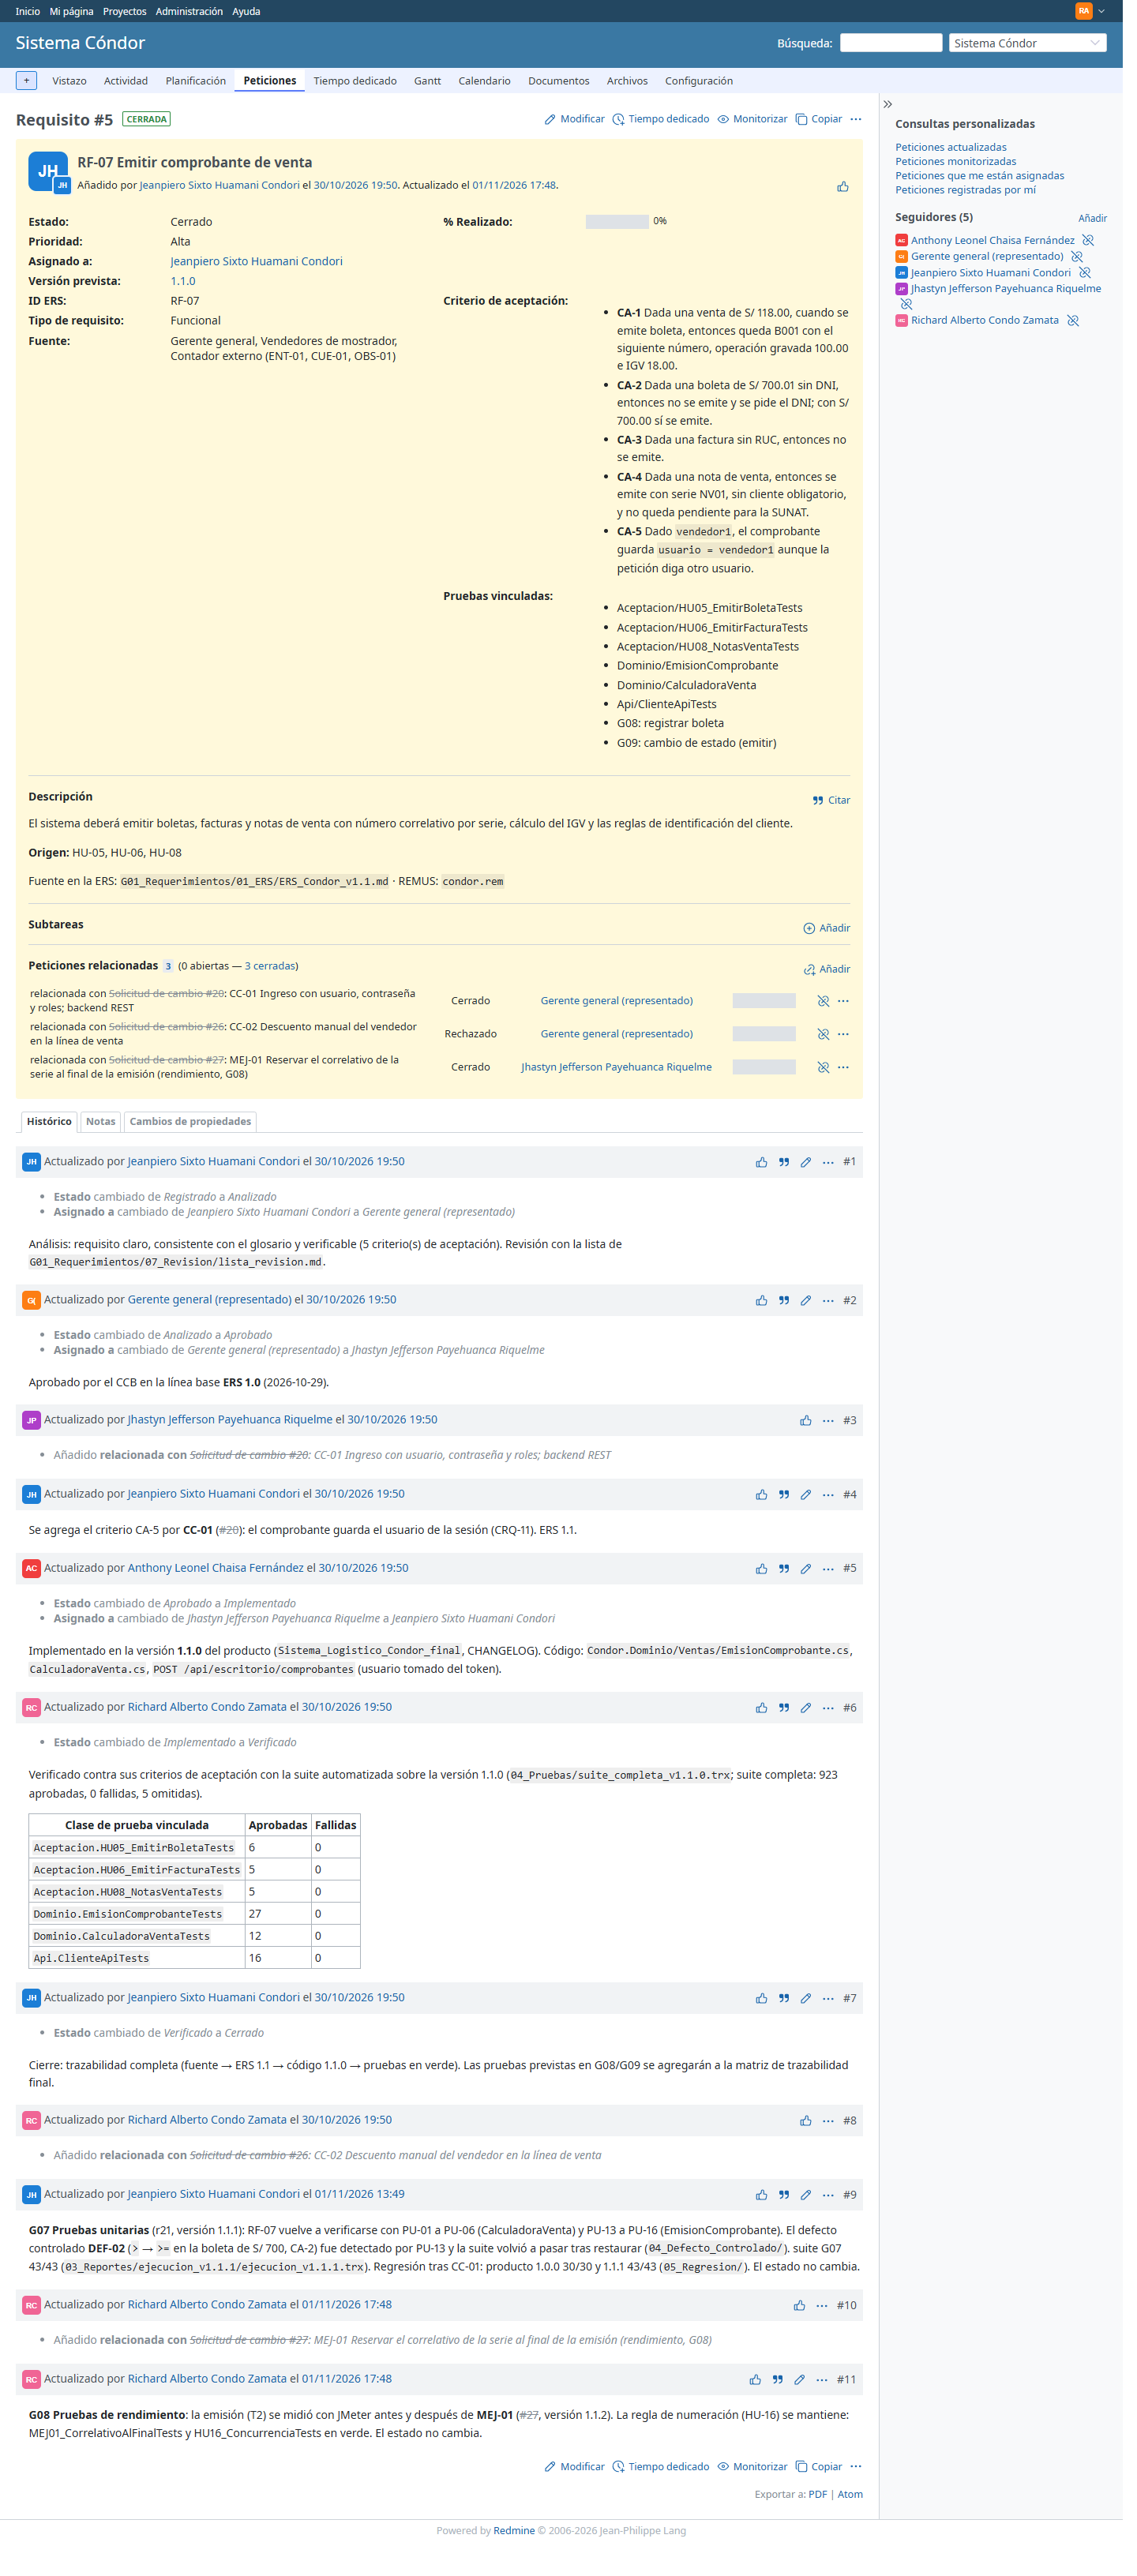 Inicio Mi página Proyectos Administración Ayuda
RA
Sistema Cóndor
Búsqueda:
Sistema Cóndor
+ Vistazo Actividad Planificación Peticiones Tiempo dedicado Gantt Calendario Documentos Archivos Configuración
Requisito #5 CERRADA
Modificar Tiempo dedicado Monitorizar Copiar ...
JH
JH
RF-07 Emitir comprobante de venta
Añadido por Jeanpiero Sixto Huamani Condori el 30/10/2026 19:50. Actualizado el 01/11/2026 17:48.
Estado: Cerrado
% Realizado: 0%
Prioridad: Alta
Asignado a: Jeanpiero Sixto Huamani Condori
Versión prevista: 1.1.0
ID ERS: RF-07
Tipo de requisito: Funcional
Fuente: Gerente general, Vendedores de mostrador,
Contador externo (ENT-01, CUE-01, OBS-01)
Criterio de aceptación:
• CA-1 Dada una venta de S/ 118.00, cuando se
emite boleta, entonces queda B001 con el
siguiente número, operación gravada 100.00
e IGV 18.00.
• CA-2 Dada una boleta de S/ 700.01 sin DNI,
entonces no se emite y se pide el DNI; con S/
700.00 sí se emite.
• CA-3 Dada una factura sin RUC, entonces no
se emite.
• CA-4 Dada una nota de venta, entonces se
emite con serie NV01, sin cliente obligatorio,
y no queda pendiente para la SUNAT.
• CA-5 Dado vendedor1, el comprobante
guarda usuario = vendedor1 aunque la
petición diga otro usuario.
Pruebas vinculadas:
• Aceptacion/HU05_EmitirBoletaTests
• Aceptacion/HU06_EmitirFacturaTests
• Aceptacion/HU08_NotasVentaTests
• Dominio/EmisionComprobante
• Dominio/CalculadoraVenta
• Api/ClienteApiTests
• G08: registrar boleta
• G09: cambio de estado (emitir)
Descripción
Citar
El sistema deberá emitir boletas, facturas y notas de venta con número correlativo por serie, cálculo del IGV y las reglas de identificación del cliente.
Origen: HU-05, HU-06, HU-08
Fuente en la ERS: G01_Requerimientos/01_ERS/ERS_Condor_v1.1.md · REMUS: condor.rem
Subtareas
Añadir
Peticiones relacionadas 3 (0 abiertas — 3 cerradas)
Añadir
relacionada con Solicitud de cambio #20: CC-01 Ingreso con usuario, contraseña
y roles; backend REST
Cerrado Gerente general (representado) ...
relacionada con Solicitud de cambio #26: CC-02 Descuento manual del vendedor
en la línea de venta
Rechazado Gerente general (representado) ...
relacionada con Solicitud de cambio #27: MEJ-01 Reservar el correlativo de la
serie al final de la emisión (rendimiento, G08)
Cerrado Jhastyn Jefferson Payehuanca Riquelme ...
Histórico Notas Cambios de propiedades
JH Actualizado por Jeanpiero Sixto Huamani Condori el 30/10/2026 19:50 ... #1
• Estado cambiado de Registrado a Analizado
• Asignado a cambiado de Jeanpiero Sixto Huamani Condori a Gerente general (representado)
Análisis: requisito claro, consistente con el glosario y verificable (5 criterio(s) de aceptación). Revisión con la lista de
G01_Requerimientos/07_Revision/lista_revision.md.
G( Actualizado por Gerente general (representado) el 30/10/2026 19:50 ... #2
• Estado cambiado de Analizado a Aprobado
• Asignado a cambiado de Gerente general (representado) a Jhastyn Jefferson Payehuanca Riquelme
Aprobado por el CCB en la línea base ERS 1.0 (2026-10-29).
JP Actualizado por Jhastyn Jefferson Payehuanca Riquelme el 30/10/2026 19:50 ... #3
• Añadido relacionada con Solicitud de cambio #20: CC-01 Ingreso con usuario, contraseña y roles; backend REST
JH Actualizado por Jeanpiero Sixto Huamani Condori el 30/10/2026 19:50 ... #4
Se agrega el criterio CA-5 por CC-01 (#20): el comprobante guarda el usuario de la sesión (CRQ-11). ERS 1.1.
AC Actualizado por Anthony Leonel Chaisa Fernández el 30/10/2026 19:50 ... #5
• Estado cambiado de Aprobado a Implementado
• Asignado a cambiado de Jhastyn Jefferson Payehuanca Riquelme a Jeanpiero Sixto Huamani Condori
Implementado en la versión 1.1.0 del producto (Sistema_Logistico_Condor_final, CHANGELOG). Código: Condor.Dominio/Ventas/EmisionComprobante.cs,
CalculadoraVenta.cs, POST /api/escritorio/comprobantes (usuario tomado del token).
RC Actualizado por Richard Alberto Condo Zamata el 30/10/2026 19:50 ... #6
• Estado cambiado de Implementado a Verificado
Verificado contra sus criterios de aceptación con la suite automatizada sobre la versión 1.1.0 (04_Pruebas/suite_completa_v1.1.0.trx; suite completa: 923
aprobadas, 0 fallidas, 5 omitidas).
Clase de prueba vinculada Aprobadas Fallidas
Aceptacion.HU05_EmitirBoletaTests 6 0
Aceptacion.HU06_EmitirFacturaTests 5 0
Aceptacion.HU08_NotasVentaTests 5 0
Dominio.EmisionComprobanteTests 27 0
Dominio.CalculadoraVentaTests 12 0
Api.ClienteApiTests 16 0
JH Actualizado por Jeanpiero Sixto Huamani Condori el 30/10/2026 19:50 ... #7
• Estado cambiado de Verificado a Cerrado
Cierre: trazabilidad completa (fuente → ERS 1.1 → código 1.1.0 → pruebas en verde). Las pruebas previstas en G08/G09 se agregarán a la matriz de trazabilidad
final.
RC Actualizado por Richard Alberto Condo Zamata el 30/10/2026 19:50 ... #8
• Añadido relacionada con Solicitud de cambio #26: CC-02 Descuento manual del vendedor en la línea de venta
JH Actualizado por Jeanpiero Sixto Huamani Condori el 01/11/2026 13:49 ... #9
G07 Pruebas unitarias (r21, versión 1.1.1): RF-07 vuelve a verificarse con PU-01 a PU-06 (CalculadoraVenta) y PU-13 a PU-16 (EmisionComprobante). El defecto
controlado DEF-02 (> → >= en la boleta de S/ 700, CA-2) fue detectado por PU-13 y la suite volvió a pasar tras restaurar (04_Defecto_Controlado/). suite G07
43/43 (03_Reportes/ejecucion_v1.1.1/ejecucion_v1.1.1.trx). Regresión tras CC-01: producto 1.0.0 30/30 y 1.1.1 43/43 (05_Regresion/). El estado no cambia.
RC Actualizado por Richard Alberto Condo Zamata el 01/11/2026 17:48 ... #10
• Añadido relacionada con Solicitud de cambio #27: MEJ-01 Reservar el correlativo de la serie al final de la emisión (rendimiento, G08)
RC Actualizado por Richard Alberto Condo Zamata el 01/11/2026 17:48 ... #11
G08 Pruebas de rendimiento: la emisión (T2) se midió con JMeter antes y después de MEJ-01 (#27, versión 1.1.2). La regla de numeración (HU-16) se mantiene:
MEJ01_CorrelativoAlFinalTests y HU16_ConcurrenciaTests en verde. El estado no cambia.
Modificar Tiempo dedicado Monitorizar Copiar ...
Exportar a: PDF | Atom
Consultas personalizadas
Peticiones actualizadas
Peticiones monitorizadas
Peticiones que me están asignadas
Peticiones registradas por mí
Seguidores (5) Añadir
AC Anthony Leonel Chaisa Fernández
G( Gerente general (representado)
JH Jeanpiero Sixto Huamani Condori
JP Jhastyn Jefferson Payehuanca Riquelme
RC Richard Alberto Condo Zamata
Powered by Redmine © 2006-2026 Jean-Philippe Lang